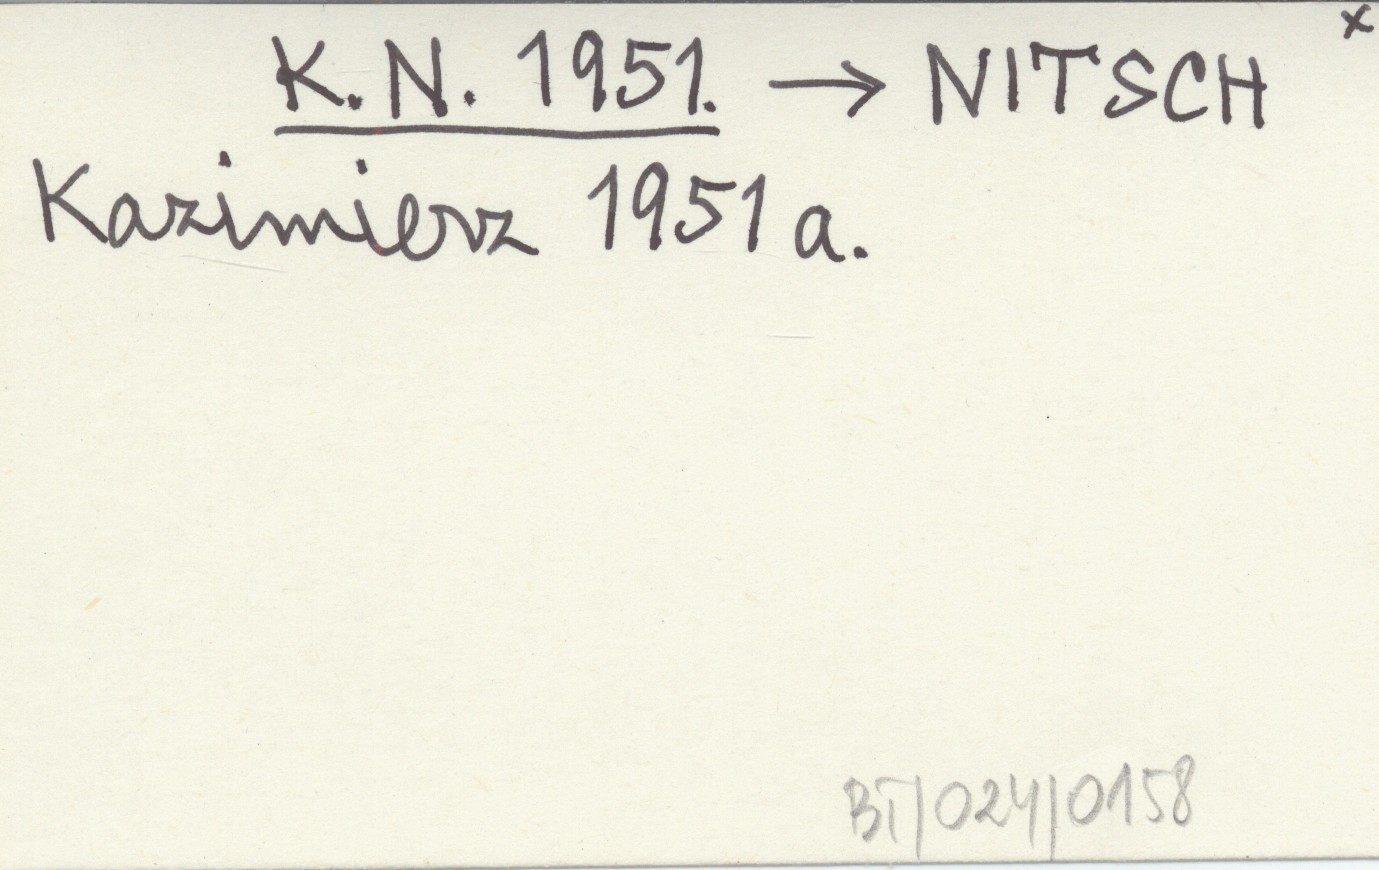 x
K.N. 1951. → NITSCH
Kazimierz 1951 a.
BT/024/0158